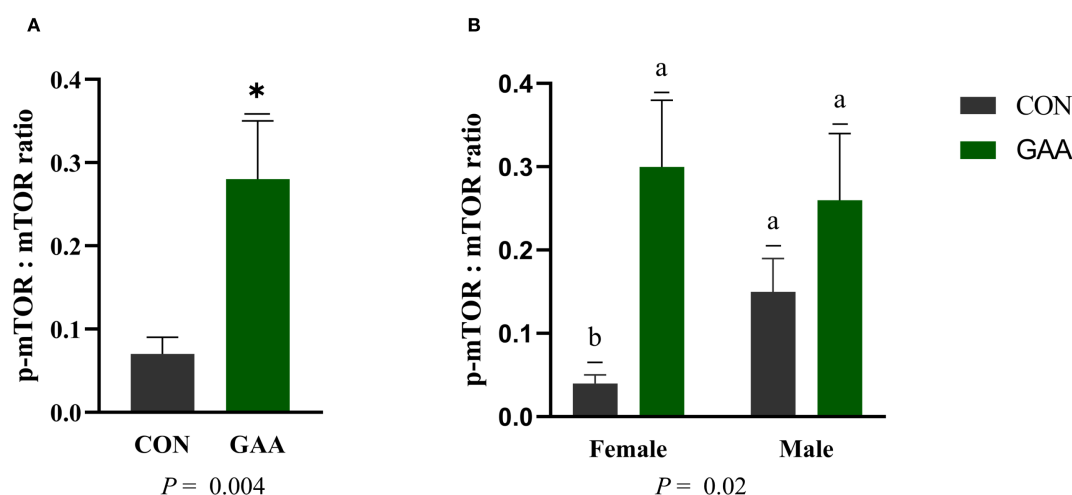 A
p-mTOR : mTOR ratio
0.4
0.3
0.2
0.1
0.0
*
CON GAA
P = 0.004
B
p-mTOR : mTOR ratio
0.4
0.3
0.2
0.1
0.0
b
a
a
a
Female Male
P = 0.02
CON
GAA